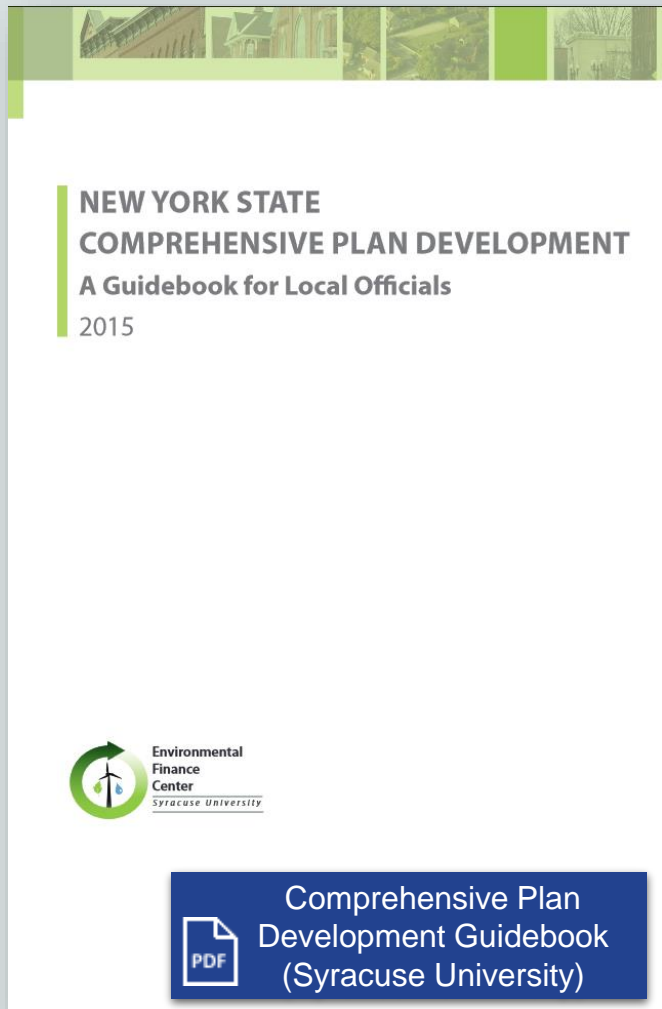 NEW YORK STATE
COMPREHENSIVE PLAN DEVELOPMENT
A Guidebook for Local Officials
2015
Environmental
Finance
Center
Syracuse University
PDF
Comprehensive Plan
Development Guidebook
(Syracuse University)